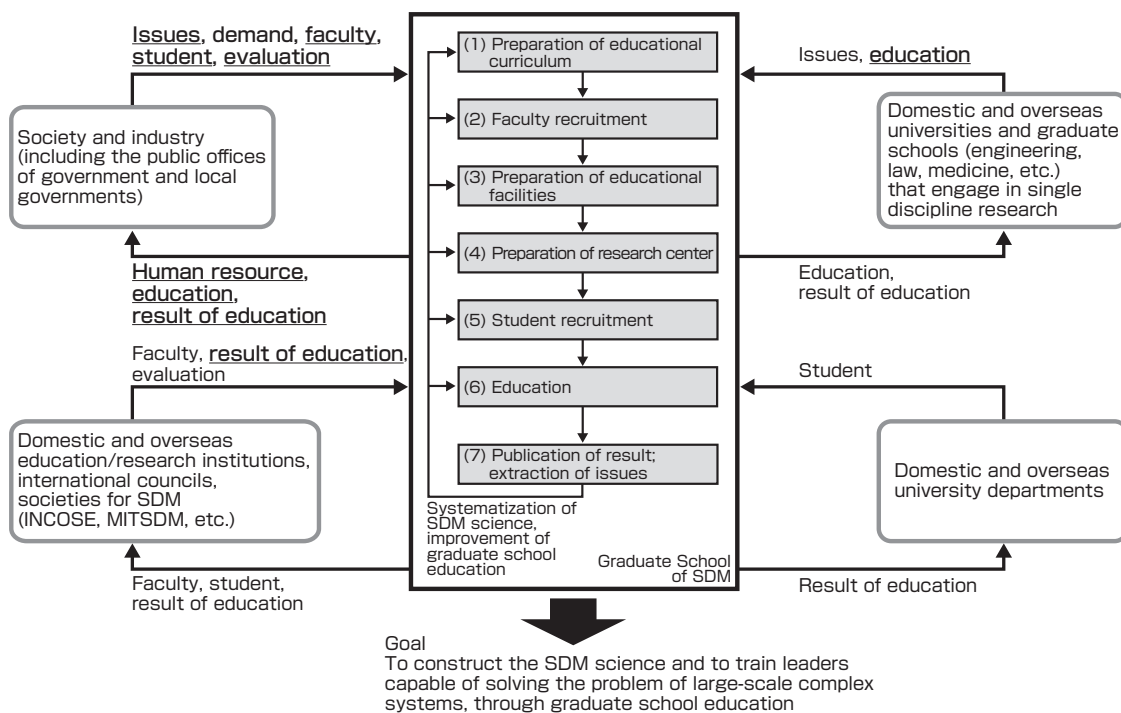 Issues, demand, faculty,
student, evaluation
Society and industry
(including the public offices
of government and local
governments)
Human resource,
education,
result of education
Faculty, result of education,
evaluation
Domestic and overseas
education/research institutions,
international councils,
societies for SDM
(INCOSE, MITSDM, etc.)
Faculty, student,
result of education
(1) Preparation of educational
curriculum
(2) Faculty recruitment
(3) Preparation of educational
facilities
(4) Preparation of research center
(5) Student recruitment
(6) Education
(7) Publication of result;
extraction of issues
Systematization of
SDM science,
improvement of
graduate school
education
Graduate School
of SDM
Issues, education
Domestic and overseas
universities and graduate
schools (engineering,
law, medicine, etc.)
that engage in single
discipline research
Education,
result of education
Student
Domestic and overseas
university departments
Result of education
Goal
To construct the SDM science and to train leaders
capable of solving the problem of large-scale complex
systems, through graduate school education